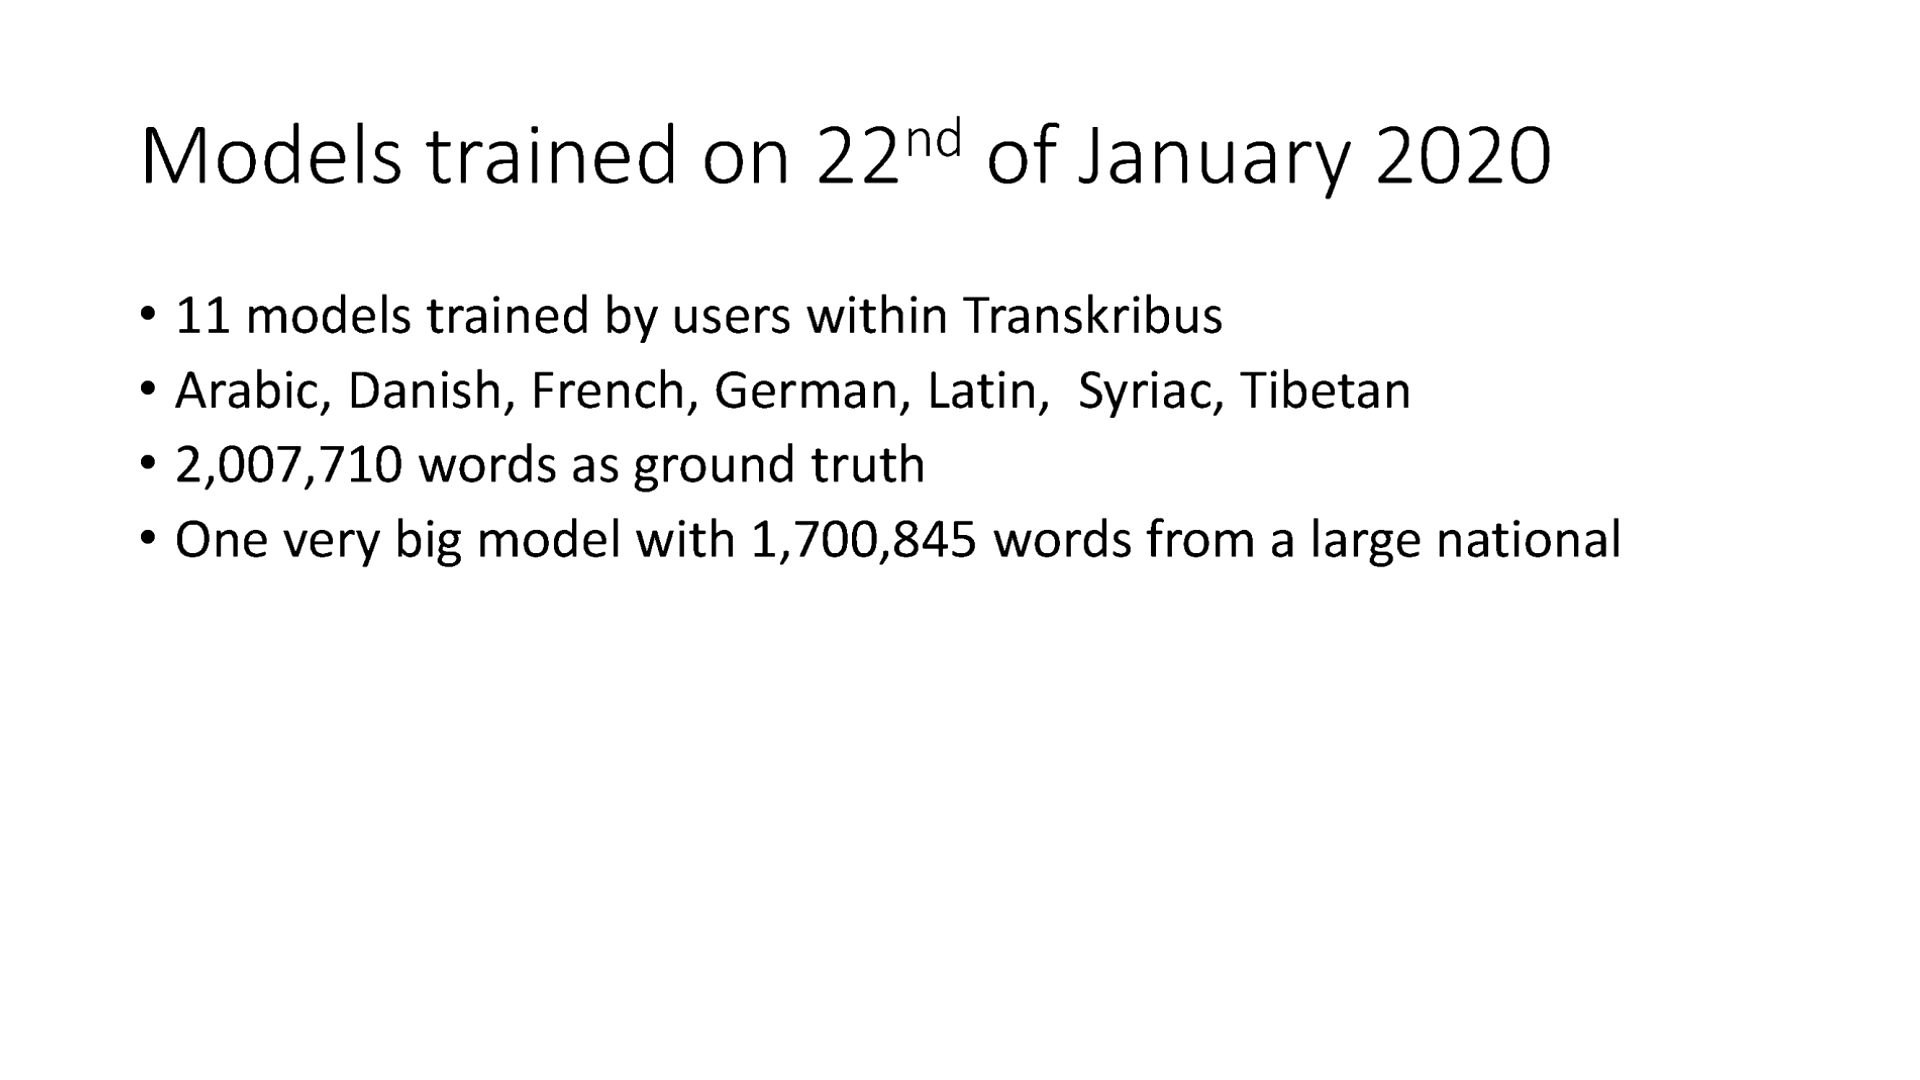 Models trained on 22nd of January 2020
• 11 models trained by users within Transkribus
• Arabic, Danish, French, German, Latin,  Syriac, Tibetan
• 2,007,710 words as ground truth
• One very big model with 1,700,845 words from a large national